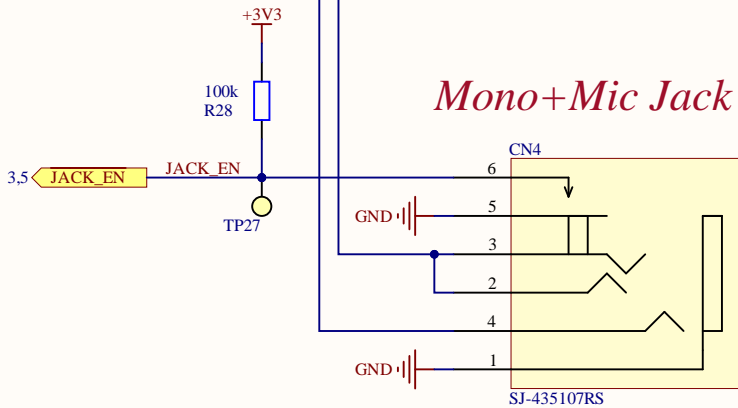 +3V3
100k
R28
Mono+Mic Jack
CN4
3,5 JACK_EN JACK_EN
6
TP27
GND 5
3
2
4
GND 1
SJ-435107RS